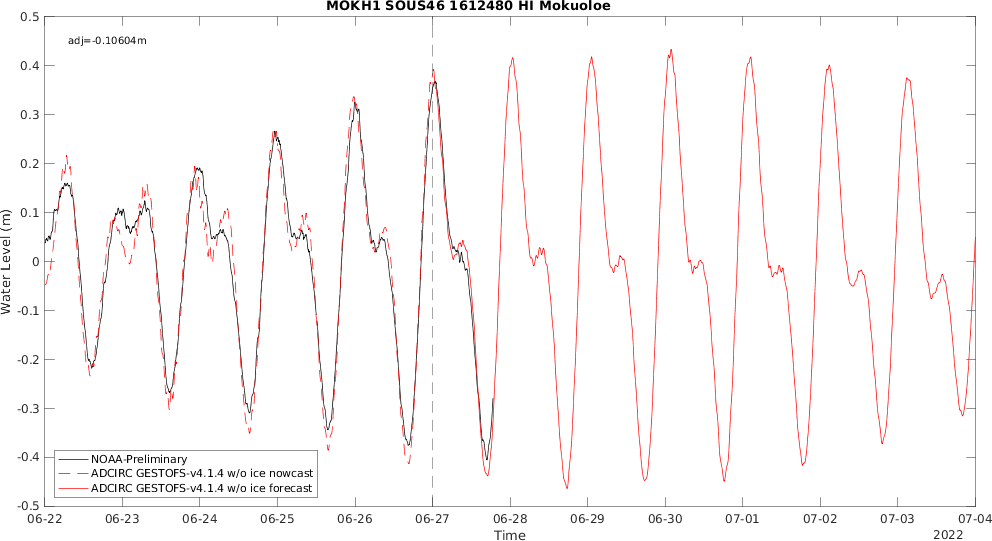 MOKH1 SOUS46 1612480 HI Mokuoloe
adj=-0.10604m
0.5
0.4
0.3
0.2
0.1
0
-0.1
-0.2
-0.3
-0.4
-0.5
Water Level (m)
NOAA-Preliminary
ADCIRC GESTOFS-v4.1.4 w/o ice nowcast
ADCIRC GESTOFS-v4.1.4 w/o ice forecast
06-22 06-23 06-24 06-25 06-26 06-27 06-28 06-29 06-30 07-01 07-02 07-03 07-04
Time
2022